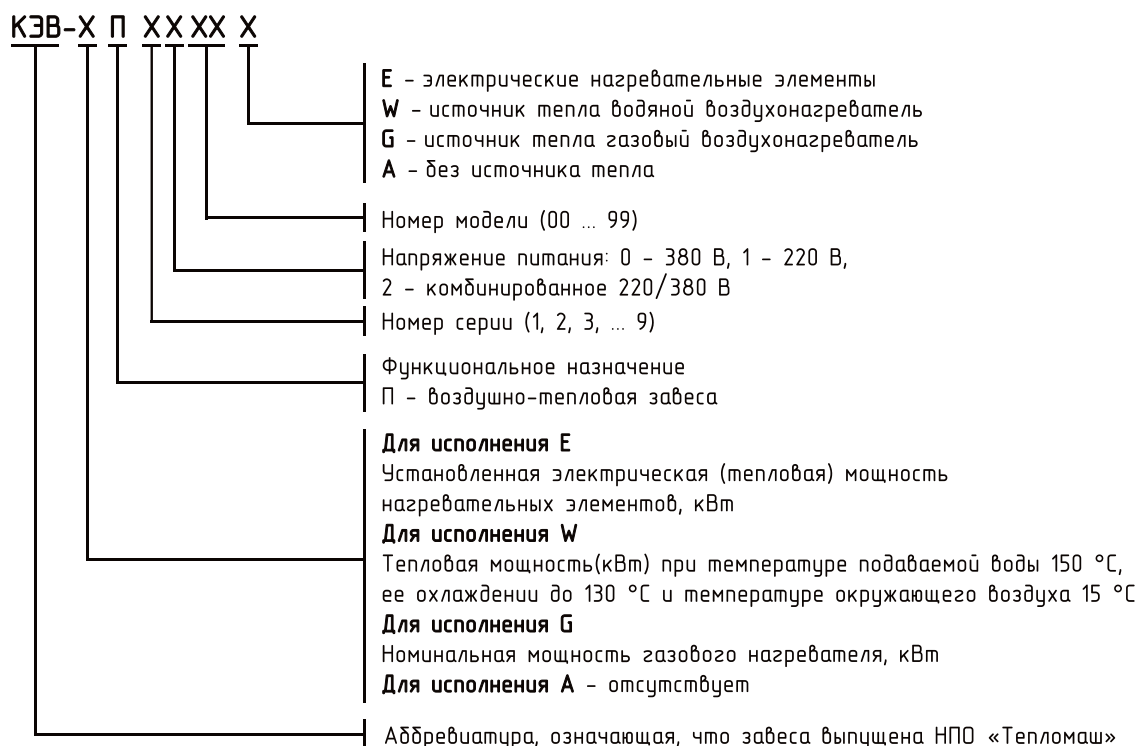 КЭВ-Х П ХХ ХХ Х
E – электрические нагревательные элементы
W – источник тепла водяной воздухонагреватель
G – источник тепла газовый воздухонагреватель
A – без источника тепла
Номер модели (00 ... 99)
Напряжение питания: 0 – 380 В, 1 – 220 В,
2 – комбинированное 220/380 В
Номер серии (1, 2, 3, ... 9)
Функциональное назначение
П – воздушно-тепловая завеса
Для исполнения E
Установленная электрическая (тепловая) мощность
нагревательных элементов, кВт
Для исполнения W
Тепловая мощность(кВт) при температуре подаваемой воды 150 °С,
ее охлаждении до 130 °С и температуре окружающего воздуха 15 °С
Для исполнения G
Номинальная мощность газового нагревателя, кВт
Для исполнения A – отсутствует
Аббревиатура, означающая, что завеса выпущена НПО «Тепломаш»